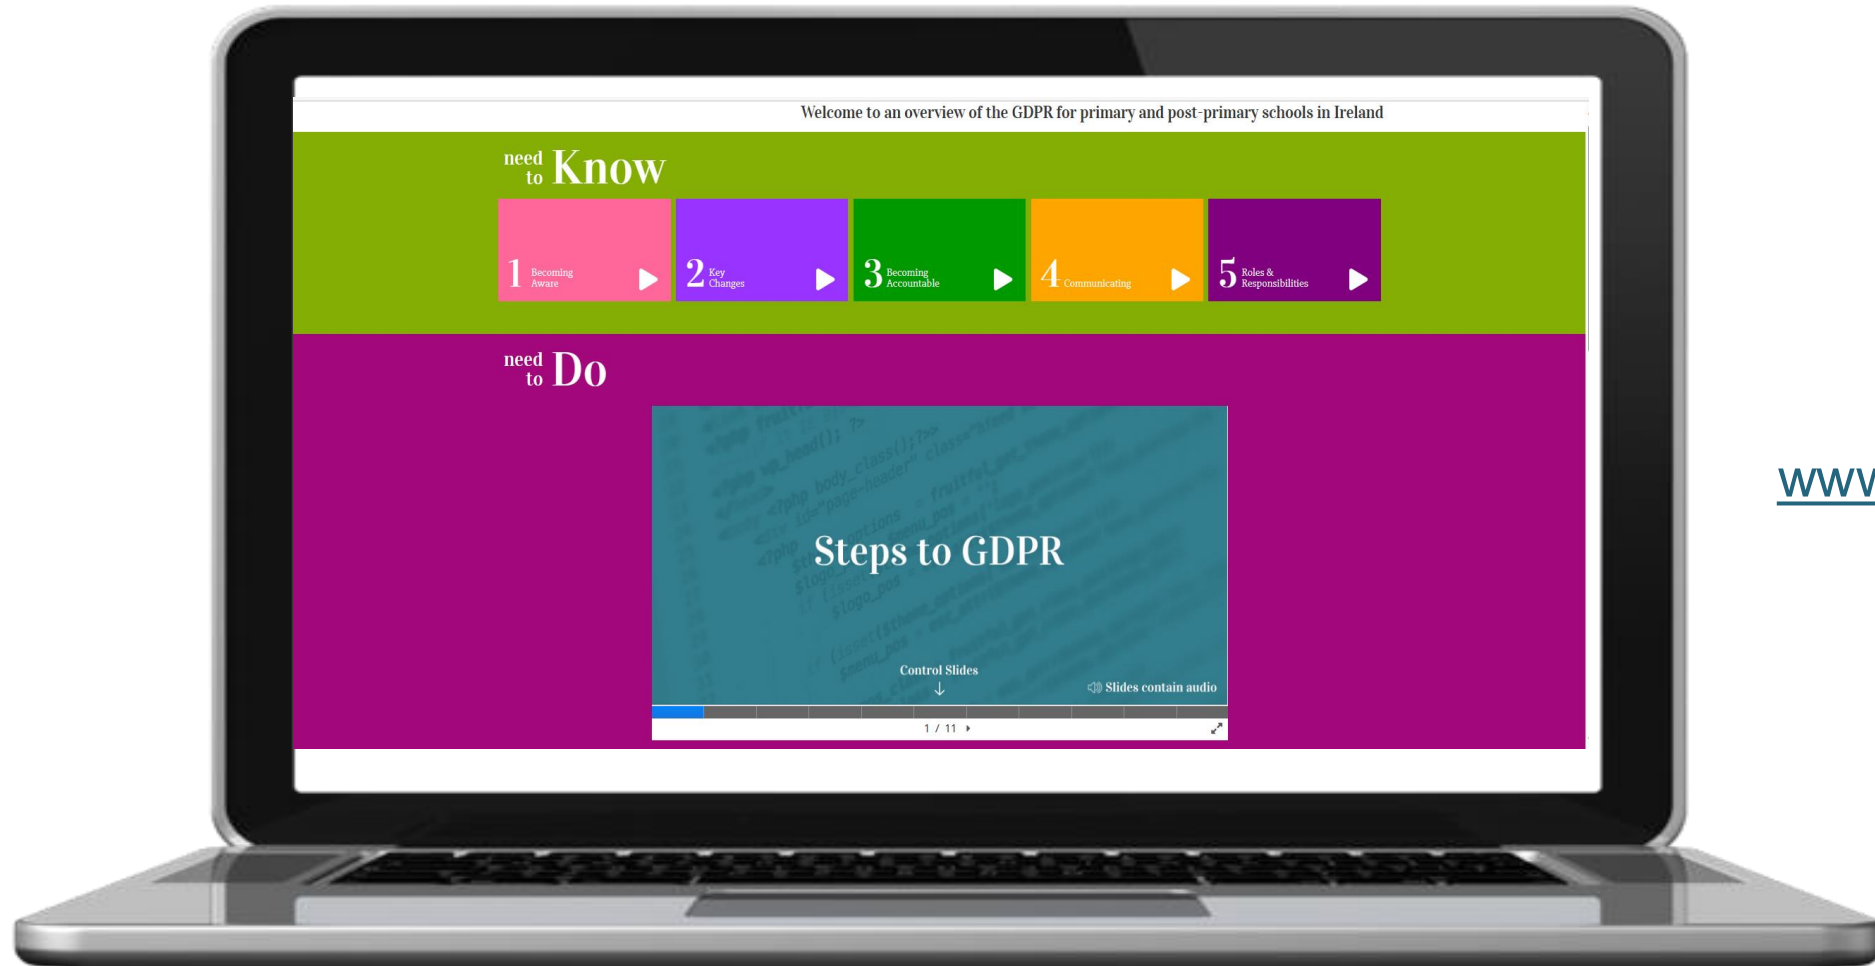 Welcome to an overview of the GDPR for primary and post-primary schools in Ireland
need
to Know
1 Becoming
Aware
2 Key
Changes
3 Becoming
Accountable
4 Communicating
5 Roles &
Responsibilities
need
to Do
Steps to GDPR
Control Slides
Slides contain audio
1 / 11